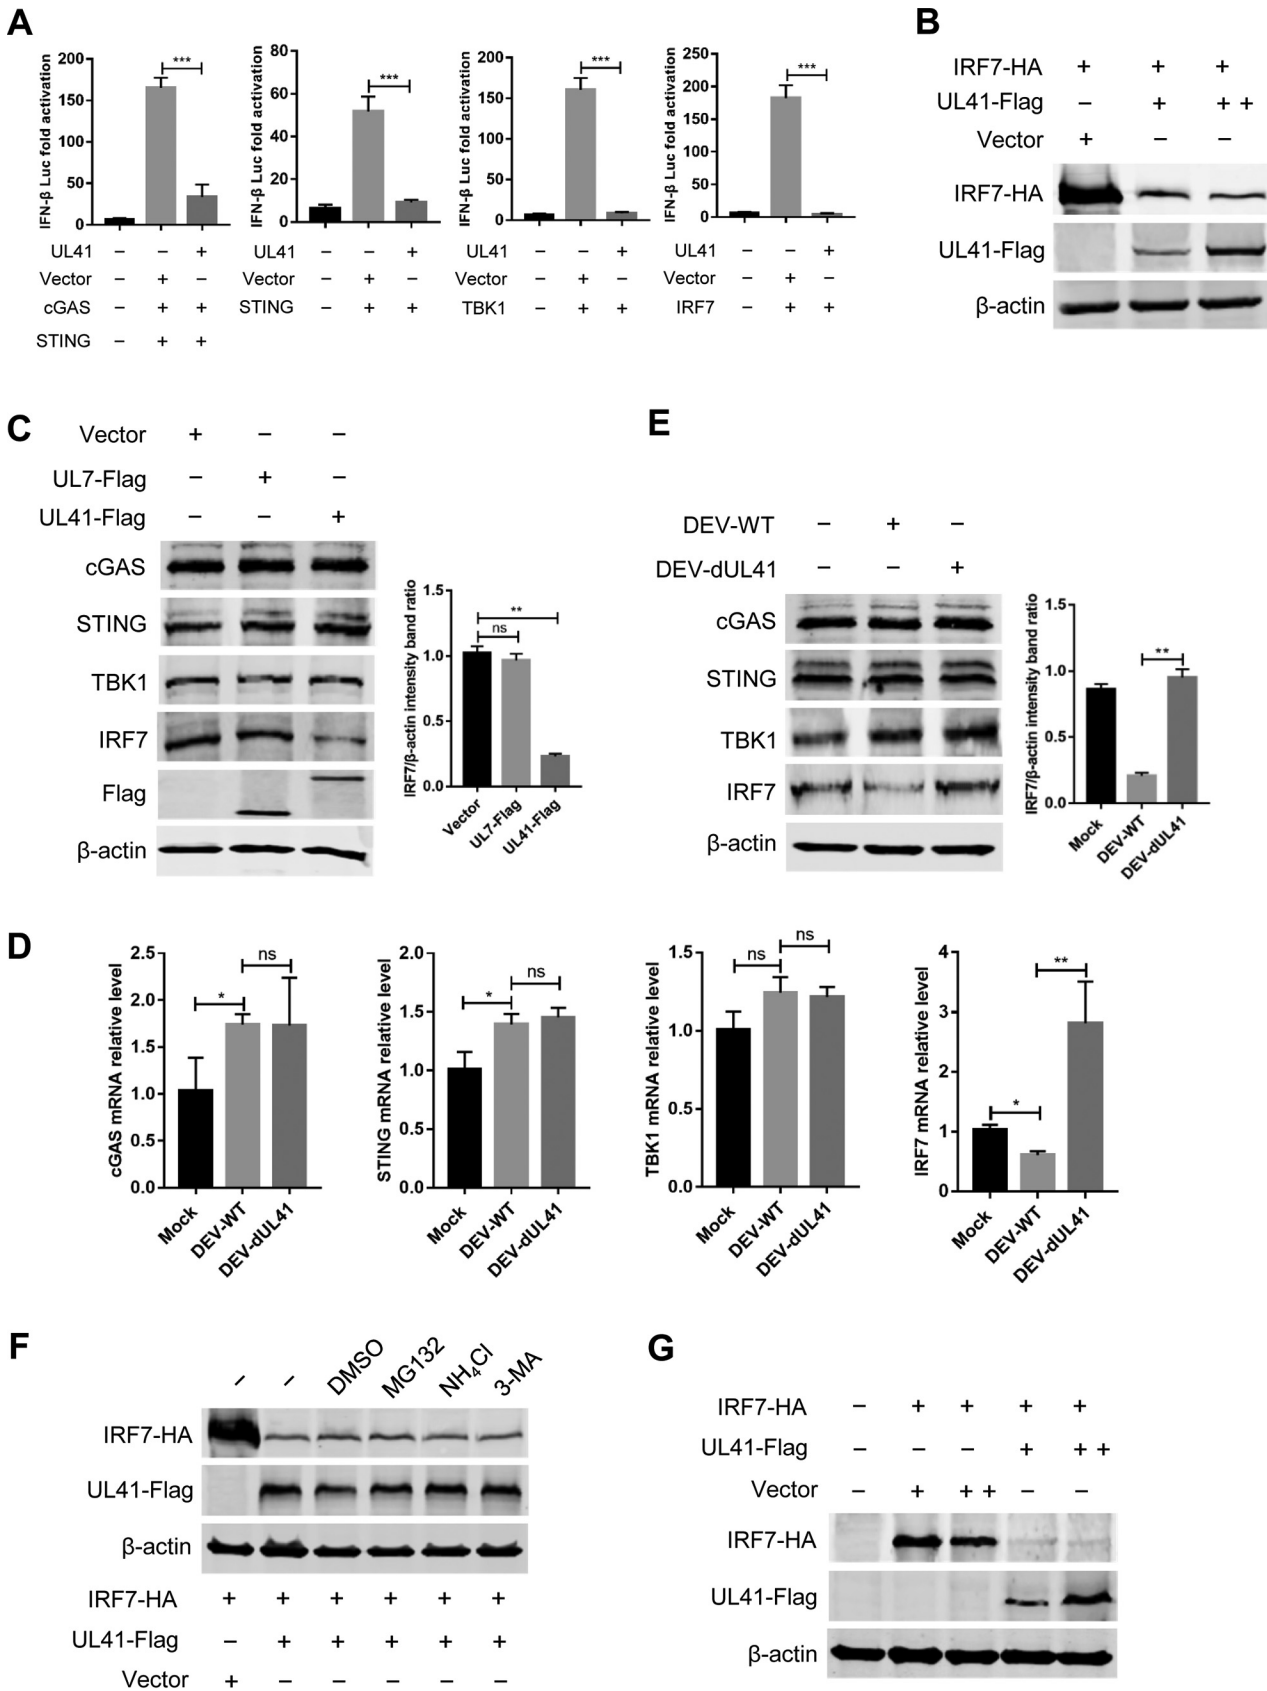 A
IFN-β Luc fold activation
200
150
100
50
0
***
UL41 – – +
Vector – + –
cGAS – + +
STING – + +
IFN-β Luc fold activation
80
60
40
20
0
***
UL41 – – +
Vector – + –
STING – + +
IFN-β Luc fold activation
200
150
100
50
0
***
UL41 – – +
Vector – + –
TBK1 – + +
IFN-β Luc fold activation
250
200
150
100
50
0
***
UL41 – – +
Vector – + –
IRF7 – + +
B
IRF7-HA + + +
UL41-Flag – + + +
Vector + – –
IRF7-HA
UL41-Flag
β-actin
C
Vector + – –
UL7-Flag – + –
UL41-Flag – – +
cGAS
STING
TBK1
IRF7
Flag
β-actin
IRF7/β-actin intensity band ratio
1.5
1.0
0.5
0.0
**
ns
Vector
UL7-Flag
UL41-Flag
E
DEV-WT – + –
DEV-dUL41 – – +
cGAS
STING
TBK1
IRF7
β-actin
IRF7/β-actin intensity band ratio
1.5
1.0
0.5
0.0
**
Mock
DEV-WT
DEV-dUL41
D
cGAS mRNA relative level
2.5
2.0
1.5
1.0
0.5
0.0
*
ns
Mock
DEV-WT
DEV-dUL41
STING mRNA relative level
2.0
1.5
1.0
0.5
0.0
*
ns
Mock
DEV-WT
DEV-dUL41
TBK1 mRNA relative level
1.5
1.0
0.5
0.0
ns
ns
Mock
DEV-WT
DEV-dUL41
IRF7 mRNA relative level
4
3
2
1
0
*
**
Mock
DEV-WT
DEV-dUL41
F
– – DMSO MG132 NH₄Cl 3-MA
IRF7-HA
UL41-Flag
β-actin
IRF7-HA + + + + + +
UL41-Flag – + + + + +
Vector + – – – – –
G
IRF7-HA – + + + +
UL41-Flag – – – + + +
Vector – + + + – –
IRF7-HA
UL41-Flag
β-actin